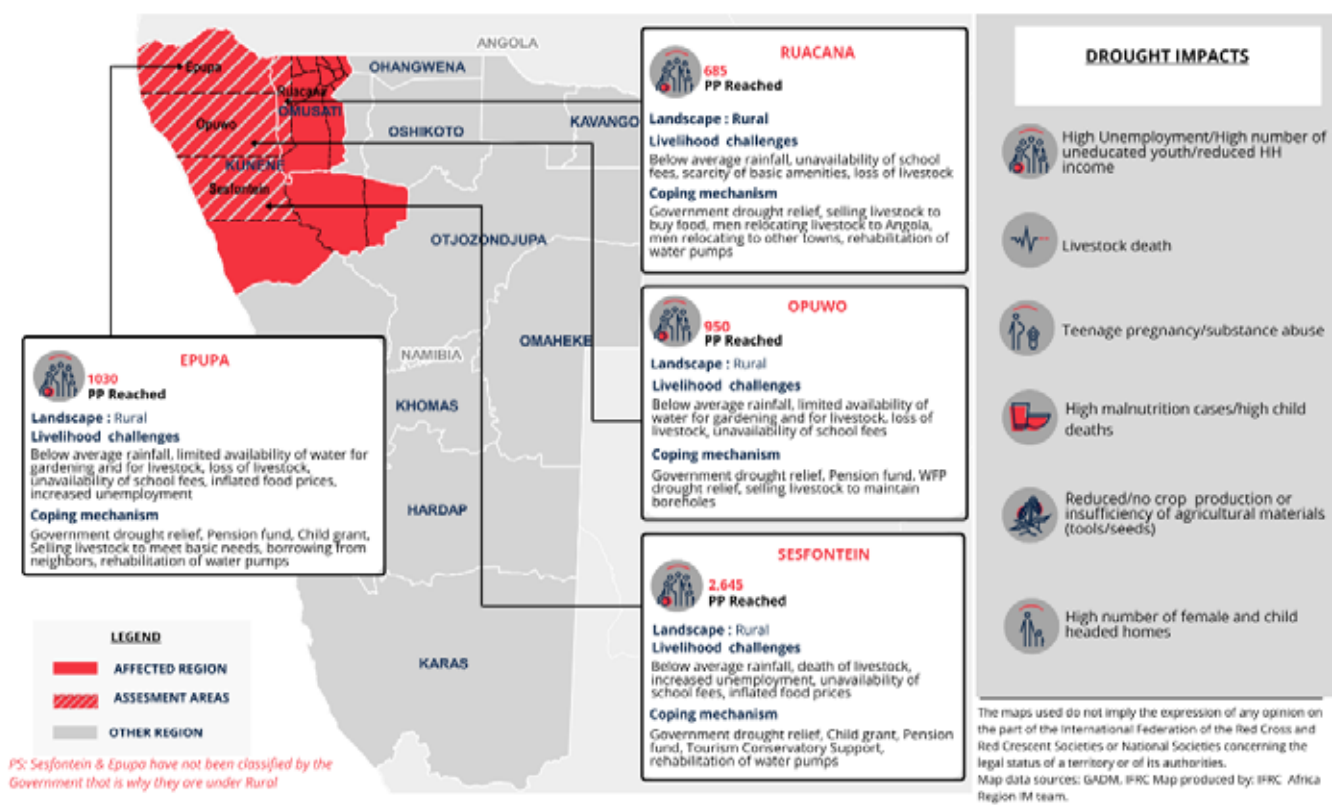 ANGOLA
Epupa
OHANGWENA
Ruacana
OMUSATI
Opuwo
OSHIKOTO
KAVANGO
KUNENE
Sesfontein
OTJOZONDJUPA
OMAHEKE
NAMIBIA
KHOMAS
HARDAP
KARAS
EPUPA
1030
PP Reached
Landscape : Rural
Livelihood challenges
Below average rainfall, limited availability of water for
gardening and for livestock, loss of livestock,
unavailability of school fees, inflated food prices,
increased unemployment
Coping mechanism
Government drought relief, Pension fund, Child grant,
Selling livestock to meet basic needs, borrowing from
neighbors, rehabilitation of water pumps
LEGEND
AFFECTED REGION
ASSESMENT AREAS
OTHER REGION
PS: Sesfontein & Epupa have not been classified by the
Government that is why they are under Rural
RUACANA
685
PP Reached
Landscape : Rural
Livelihood challenges
Below average rainfall, unavailability of school
fees, scarcity of basic amenities, loss of livestock
Coping mechanism
Government drought relief, selling livestock to
buy food, men relocating livestock to Angola,
men relocating to other towns, rehabilitation of
water pumps
OPUWO
950
PP Reached
Landscape : Rural
Livelihood challenges
Below average rainfall, limited availability of
water for gardening and for livestock, loss of
livestock, unavailability of school fees
Coping mechanism
Government drought relief, Pension fund, WFP
drought relief, selling livestock to maintain
boreholes
SESFONTEIN
2,645
PP Reached
Landscape : Rural
Livelihood challenges
Below average rainfall, death of livestock,
increased unemployment, unavailability of
school fees, inflated food prices
Coping mechanism
Government drought relief, Child grant, Pension
fund, Tourism Conservatory Support,
rehabilitation of water pumps
DROUGHT IMPACTS
High Unemployment/High number of
uneducated youth/reduced HH
income
Livestock death
Teenage pregnancy/substance abuse
High malnutrition cases/high child
deaths
Reduced/no crop production or
insufficiency of agricultural materials
(tools/seeds)
High number of female and child
headed homes
The maps used do not imply the expression of any opinion on
the part of the International Federation of the Red Cross and
Red Crescent Societies or National Societies concerning the
legal status of a territory or of its authorities.
Map data sources: GADM, IFRC Map produced by: IFRC Africa
Region IM team.